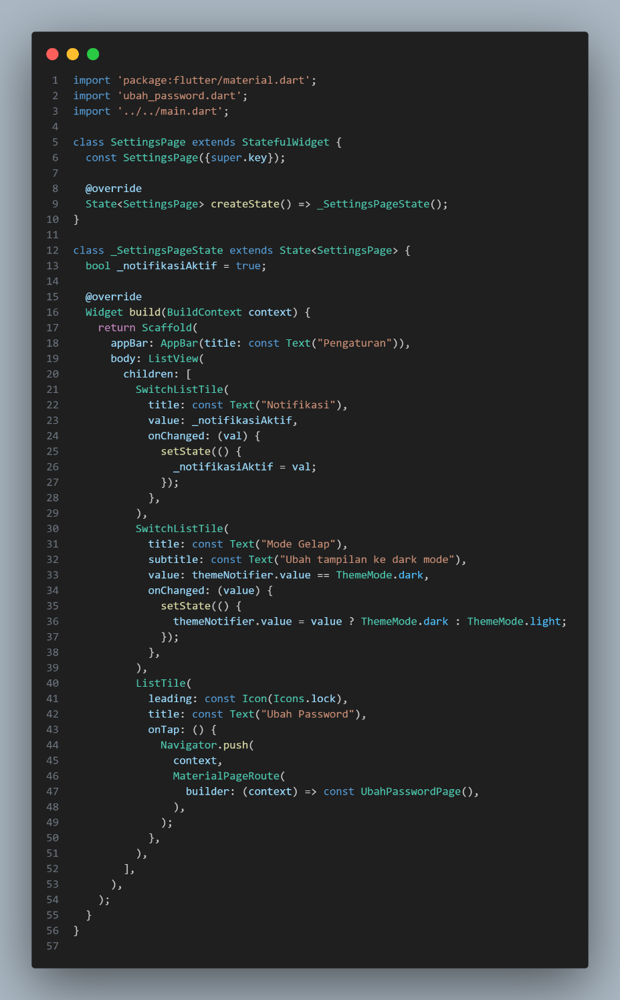 1 import 'package:flutter/material.dart';
2 import 'ubah_password.dart';
3 import '../../main.dart';
4
5 class SettingsPage extends StatefulWidget {
6   const SettingsPage({super.key});
7
8   @override
9   State<SettingsPage> createState() => _SettingsPageState();
10 }
11
12 class _SettingsPageState extends State<SettingsPage> {
13   bool _notifikasiAktif = true;
14
15   @override
16   Widget build(BuildContext context) {
17     return Scaffold(
18       appBar: AppBar(title: const Text("Pengaturan")),
19       body: ListView(
20         children: [
21           SwitchListTile(
22             title: const Text("Notifikasi"),
23             value: _notifikasiAktif,
24             onChanged: (val) {
25               setState(() {
26                 _notifikasiAktif = val;
27               });
28             },
29           ),
30           SwitchListTile(
31             title: const Text("Mode Gelap"),
32             subtitle: const Text("Ubah tampilan ke dark mode"),
33             value: themeNotifier.value == ThemeMode.dark,
34             onChanged: (value) {
35               setState(() {
36                 themeNotifier.value = value ? ThemeMode.dark : ThemeMode.light;
37               });
38             },
39           ),
40           ListTile(
41             leading: const Icon(Icons.lock),
42             title: const Text("Ubah Password"),
43             onTap: () {
44               Navigator.push(
45                 context,
46                 MaterialPageRoute(
47                   builder: (context) => const UbahPasswordPage(),
48                 ),
49               );
50             },
51           ),
52         ],
53       ),
54     );
55   }
56 }
57